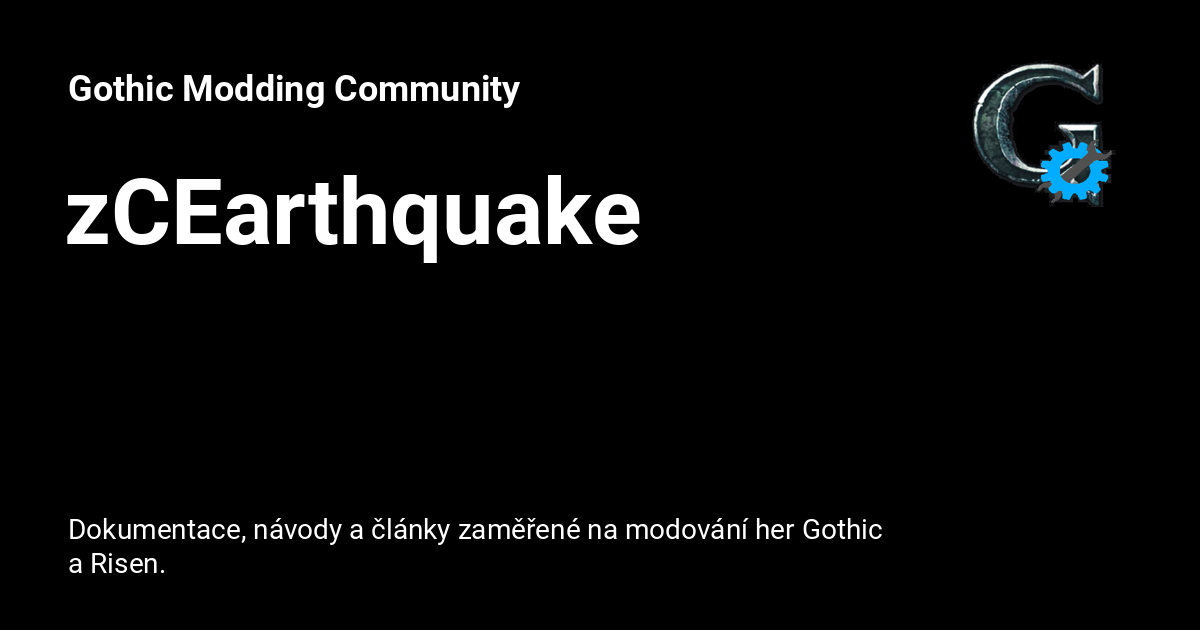 Gothic Modding Community
zCEarthquake
Dokumentace, návody a články zaměřené na modování her Gothic
a Risen.